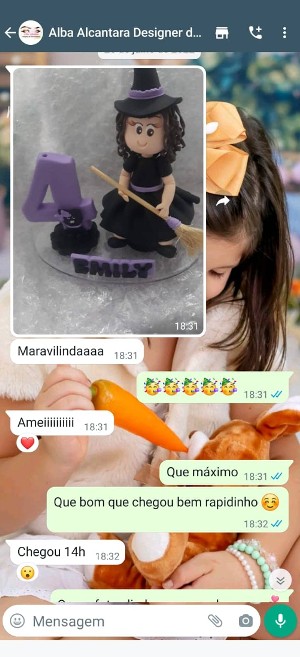 Alba Alcantara Designer d...
4
EMILY
18:31
Maravilindaaaa 18:31
18:31
Ameiiiiiiiiii 18:31
Que máximo 18:31
Que bom que chegou bem rapidinho
18:32
Chegou 14h 18:32
Mensagem